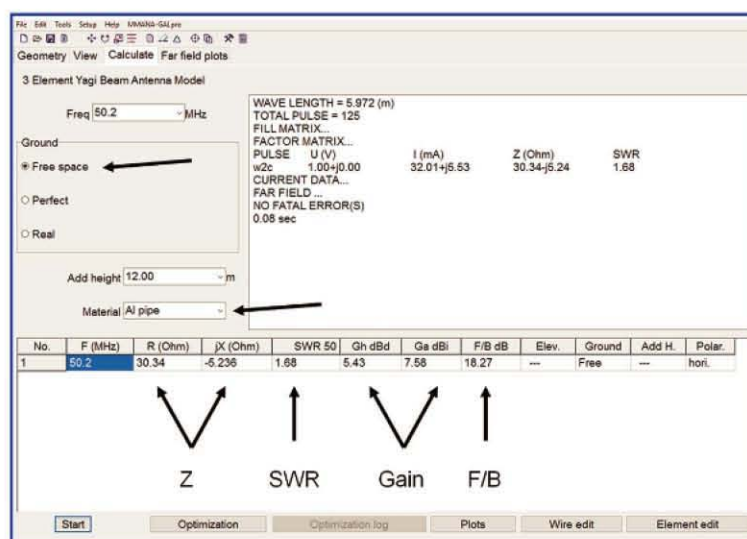 File Edit Tools Setup Help MMANA-GALpro
Geometry View Calculate Far field plots
3 Element Yagi Beam Antenna Model
Freq 50.2 MHz
Ground
Free space
Perfect
Real
Add height 12.00 m
Material Al pipe
WAVE LENGTH = 5.972 (m)
TOTAL PULSE = 125
FILL MATRIX...
FACTOR MATRIX...
PULSE U (V) I (mA) Z (Ohm) SWR
w2c 1.00+j0.00 32.01+j5.53 30.34-j5.24 1.68
CURRENT DATA...
FAR FIELD ...
NO FATAL ERROR(S)
0.08 sec
No. F (MHz) R (Ohm) jX (Ohm) SWR 50 Gh dBd Ga dBi F/B dB Elev. Ground Add H. Polar.
1 50.2 30.34 -5.236 1.68 5.43 7.58 18.27 --- Free --- hori.
Z SWR Gain F/B
Start Optimization Optimization log Plots Wire edit Element edit